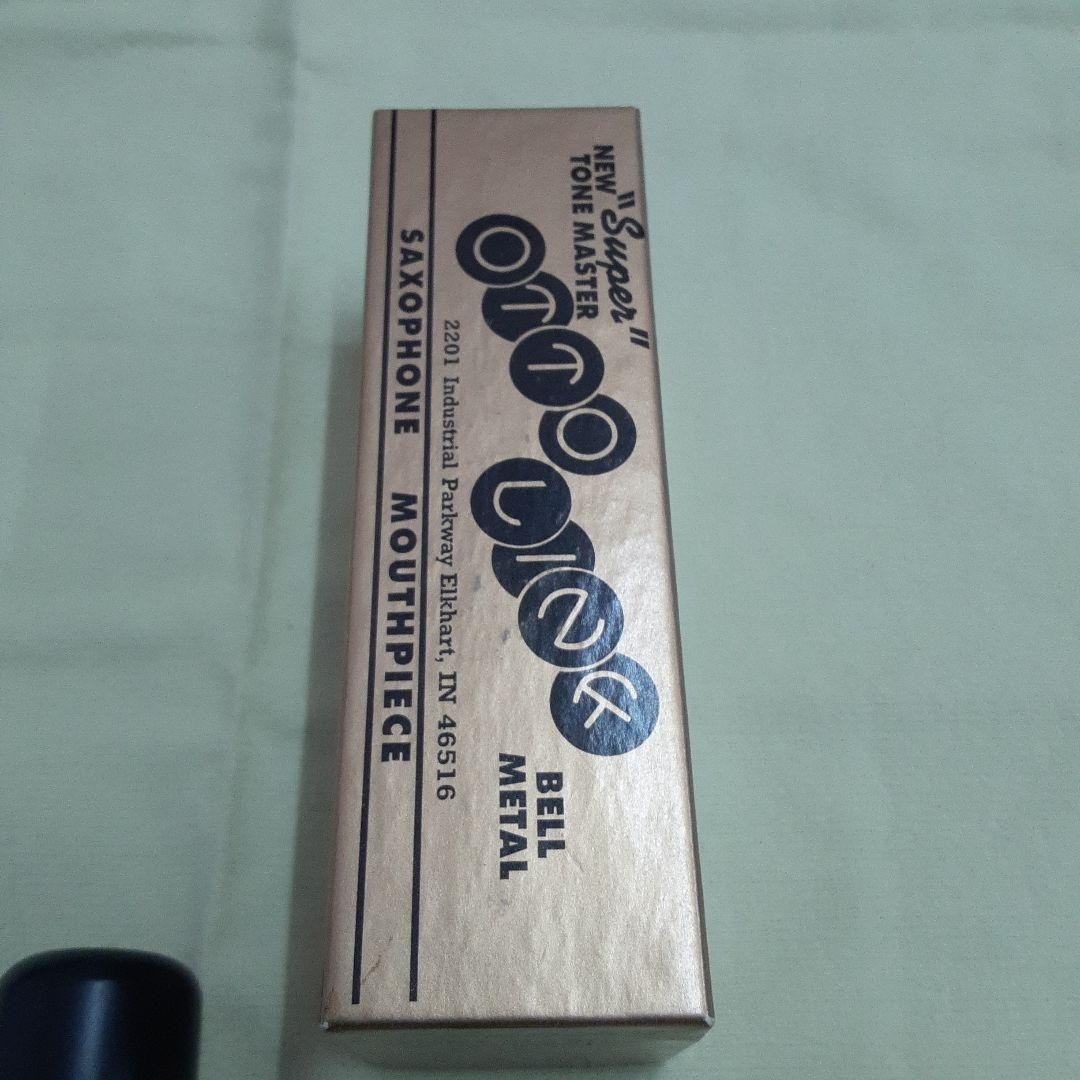 NEW "Super"
TONE MASTER
OTTO LINK
BELL
METAL
2201 Industrial Parkway Elkhart, IN 46516
SAXOPHONE MOUTHPIECE